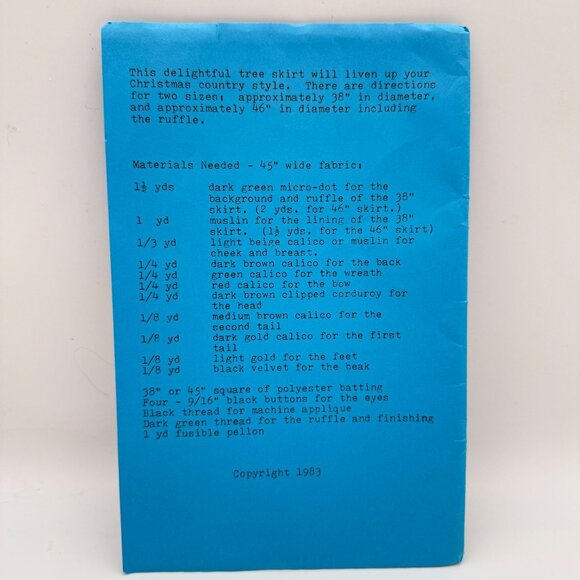 This delightful tree skirt will liven up your
Christmas country style. There are directions
for two sizes: approximately 38" in diameter,
and approximately 46" in diameter including
the ruffle.
Materials Needed - 45" wide fabric:
1½ yds dark green micro-dot for the
background and ruffle of the 38"
skirt. (2 yds. for 46" skirt.)
1 yd muslin for the lining of the 38"
skirt. (1½ yds. for the 46" skirt)
1/3 yd light beige calico or muslin for
cheek and breast.
1/4 yd dark brown calico for the back
1/4 yd green calico for the wreath
1/4 yd red calico for the bow
1/4 yd dark brown clipped corduroy for
the head
1/8 yd medium brown calico for the
second tail
1/8 yd dark gold calico for the first
tail
1/8 yd light gold for the feet
1/8 yd black velvet for the beak
38" or 45" square of polyester batting
Four - 9/16" black buttons for the eyes
Black thread for machine applique
Dark green thread for the ruffle and finishing
1 yd fusible pellon
Copyright 1983